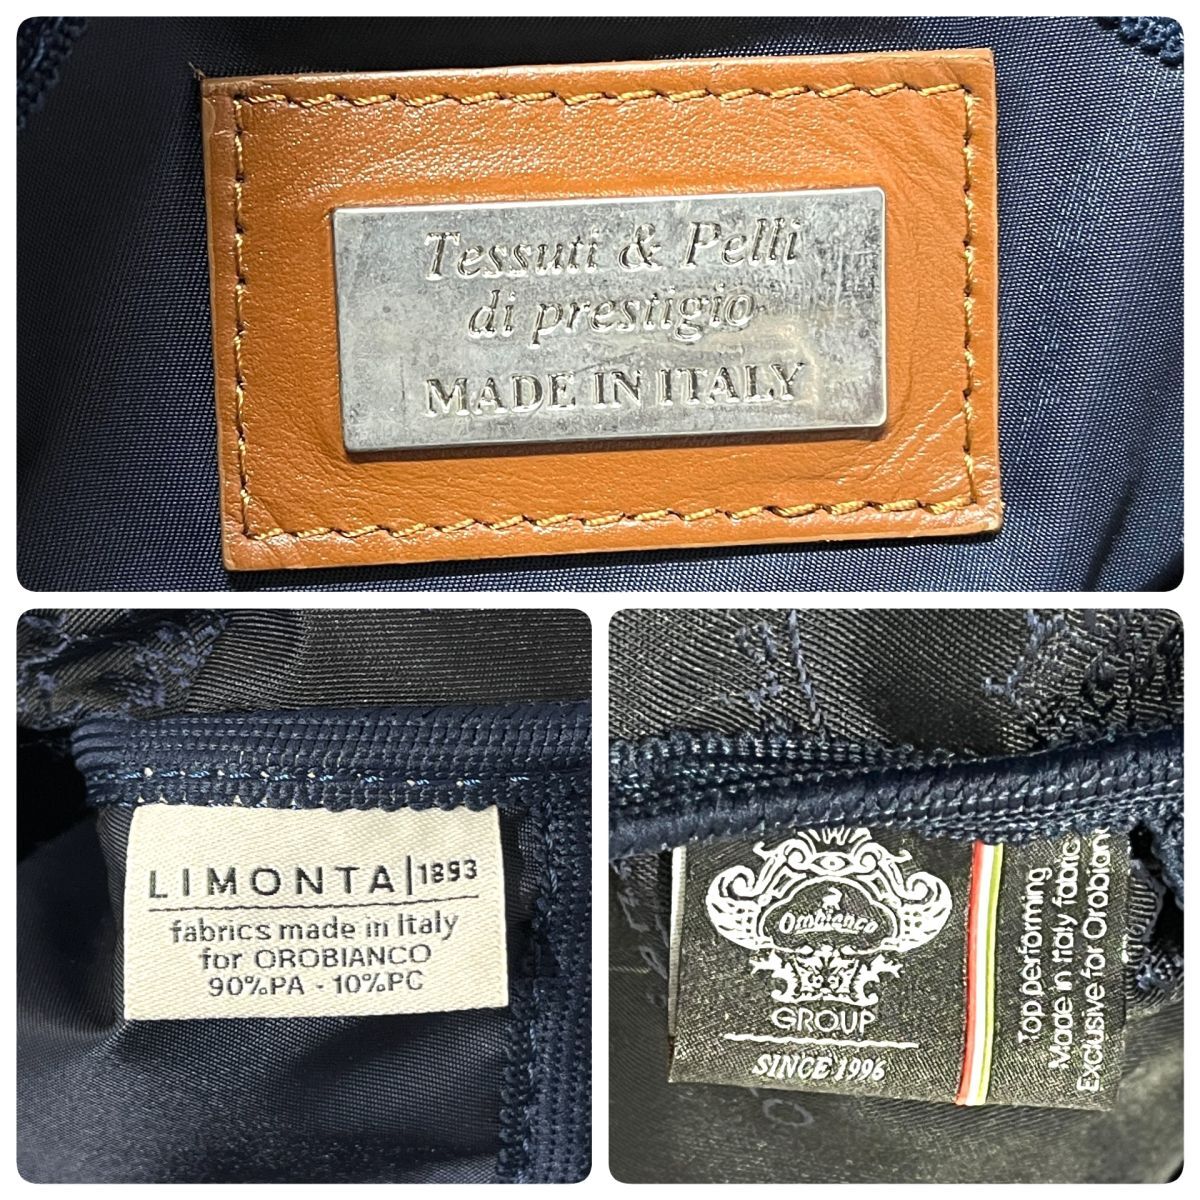 Tessuti & Pelli
di prestigio
MADE IN ITALY
LIMONTA|1893
fabrics made in Italy
for OROBIANCO
90%PA - 10%PC
Orobianco
GROUP
SINCE 1996
Top performing
Made in italy fabric
Exclusive for Orobianc